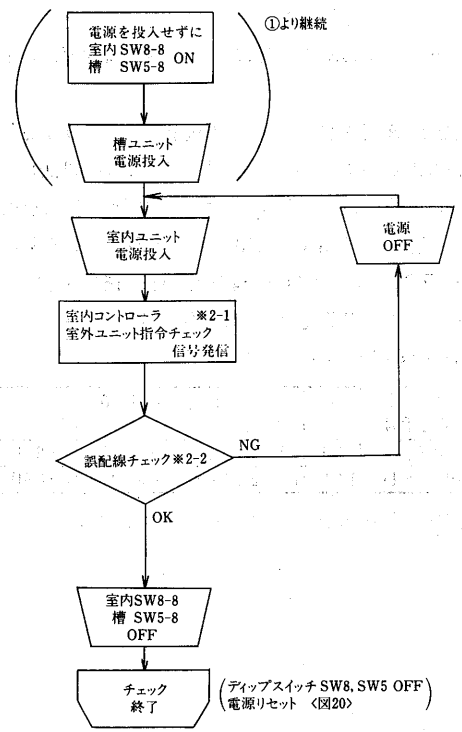 ①より継続
電源を投入せずに
室内 SW8-8
槽 SW5-8 ON
槽ユニット
電源投入
室内ユニット
電源投入
電源
OFF
室内コントローラ ※2-1
室外ユニット指令チェック
信号発信
誤配線チェック※2-2
NG
OK
室内SW8-8
槽 SW5-8
OFF
チェック
終了
(ディップスイッチ SW8, SW5 OFF
電源リセット 〈図20〉)